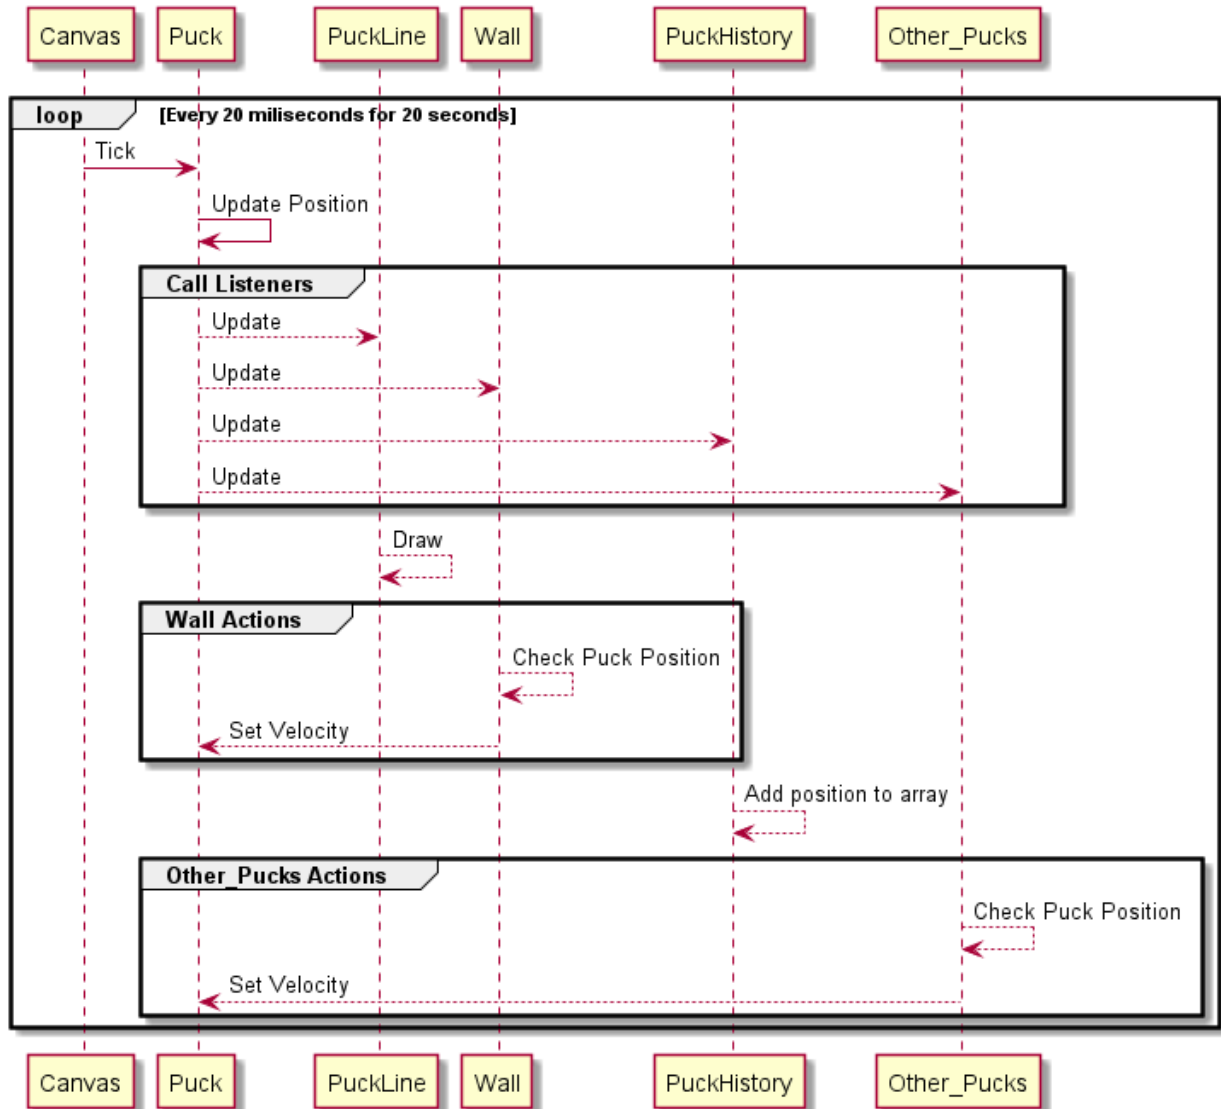 Canvas Puck PuckLine Wall PuckHistory Other_Pucks
loop [Every 20 miliseconds for 20 seconds]
Tick
Update Position
Call Listeners
Update
Update
Update
Update
Draw
Wall Actions
Check Puck Position
Set Velocity
Add position to array
Other_Pucks Actions
Check Puck Position
Set Velocity
Canvas Puck PuckLine Wall PuckHistory Other_Pucks